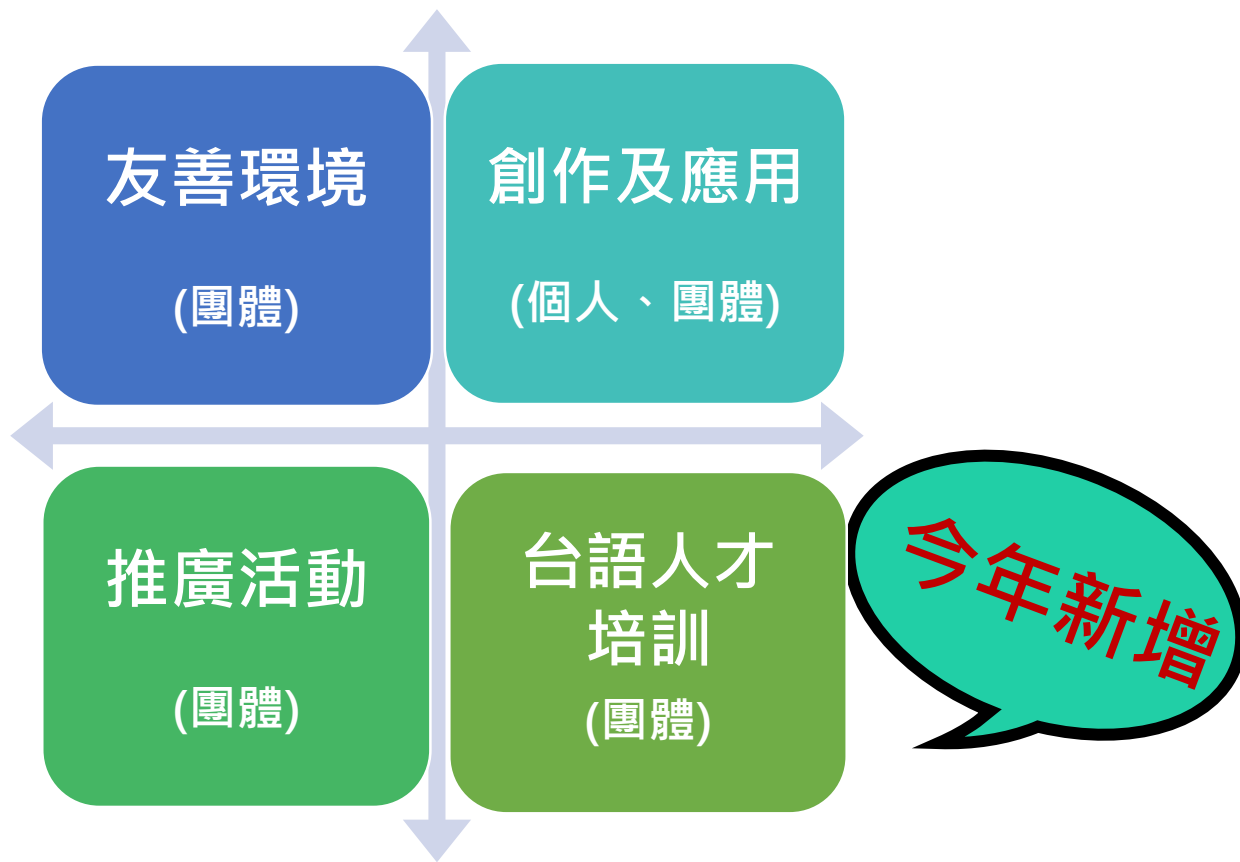 友善環境
(團體)
創作及應用
(個人、團體)
推廣活動
(團體)
台語人才
培訓
(團體)
今年新增